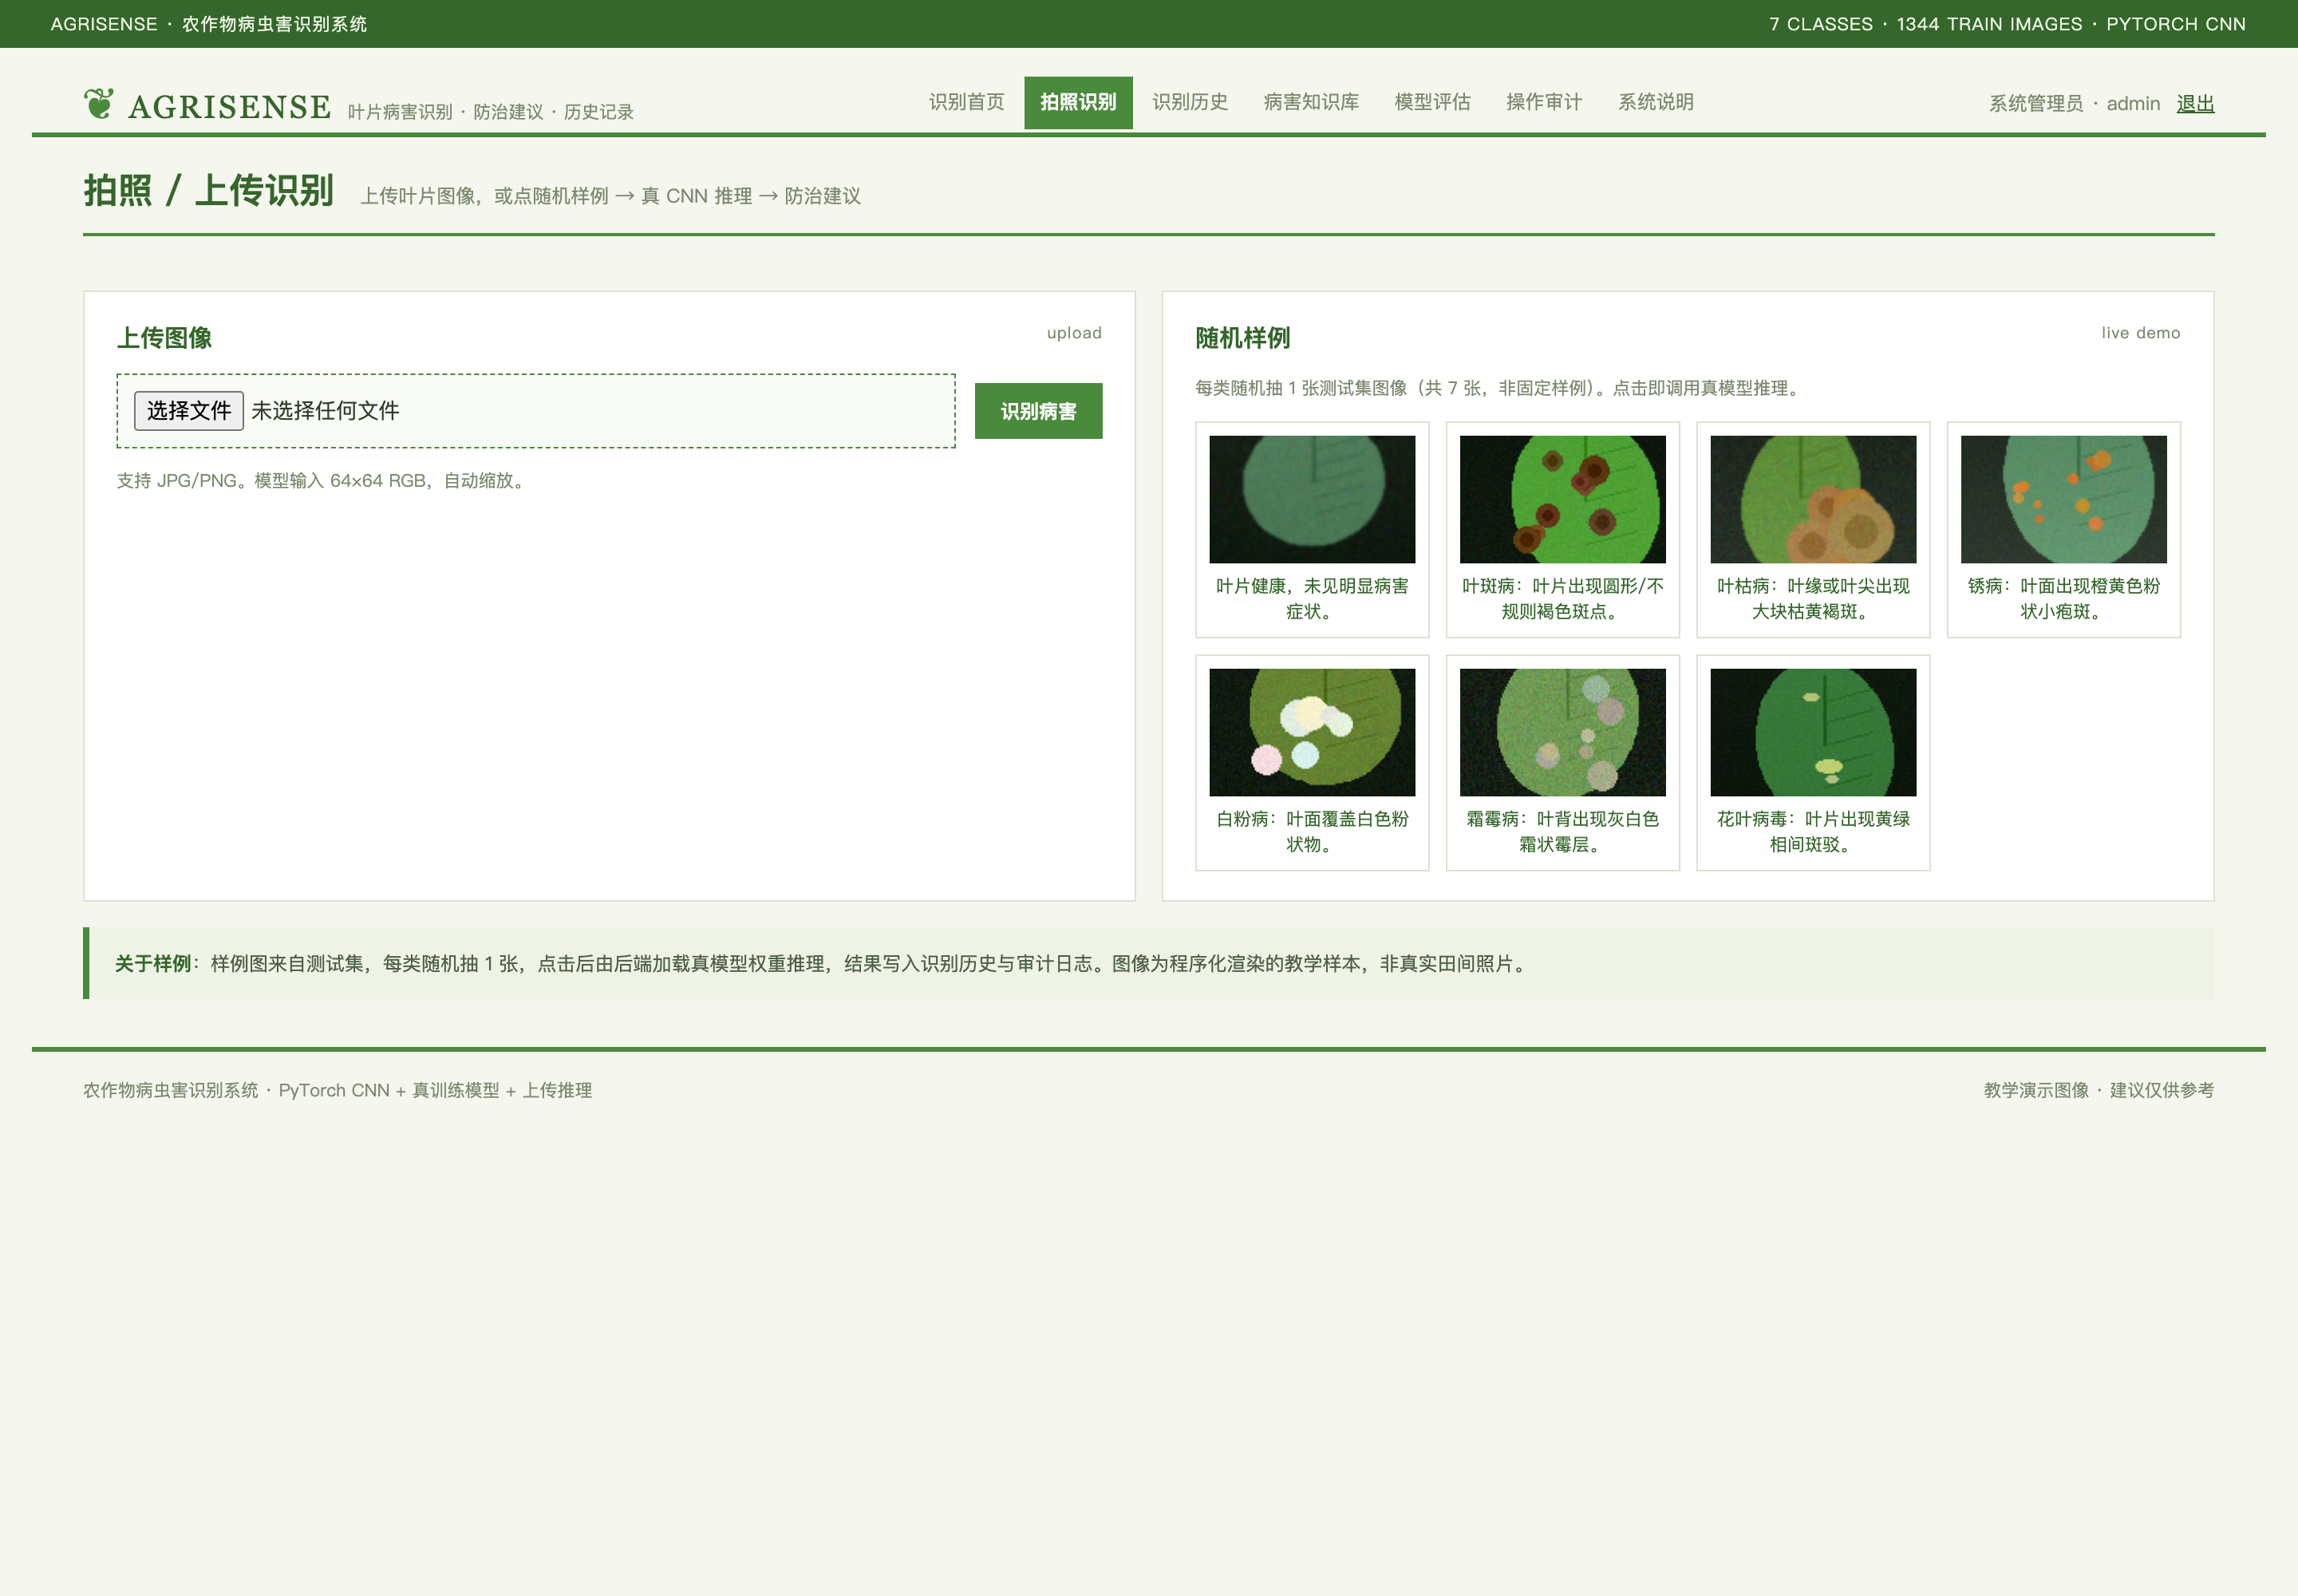 AGRISENSE · 农作物病虫害识别系统
7 CLASSES · 1344 TRAIN IMAGES · PYTORCH CNN
AGRISENSE 叶片病害识别 · 防治建议 · 历史记录
识别首页 拍照识别 识别历史 病害知识库 模型评估 操作审计 系统说明
系统管理员 · admin 退出
拍照 / 上传识别 上传叶片图像，或点随机样例 → 真 CNN 推理 → 防治建议
上传图像 upload
选择文件 未选择任何文件 识别病害
支持 JPG/PNG。模型输入 64×64 RGB，自动缩放。
随机样例 live demo
每类随机抽 1 张测试集图像（共 7 张，非固定样例）。点击即调用真模型推理。
叶片健康，未见明显病害
症状。
叶斑病：叶片出现圆形/不
规则褐色斑点。
叶枯病：叶缘或叶尖出现
大块枯黄褐斑。
锈病：叶面出现橙黄色粉
状小疱斑。
白粉病：叶面覆盖白色粉
状物。
霜霉病：叶背出现灰白色
霜状霉层。
花叶病毒：叶片出现黄绿
相间斑驳。
关于样例：样例图来自测试集，每类随机抽 1 张，点击后由后端加载真模型权重推理，结果写入识别历史与审计日志。图像为程序化渲染的教学样本，非真实田间照片。
农作物病虫害识别系统 · PyTorch CNN + 真训练模型 + 上传推理
教学演示图像 · 建议仅供参考